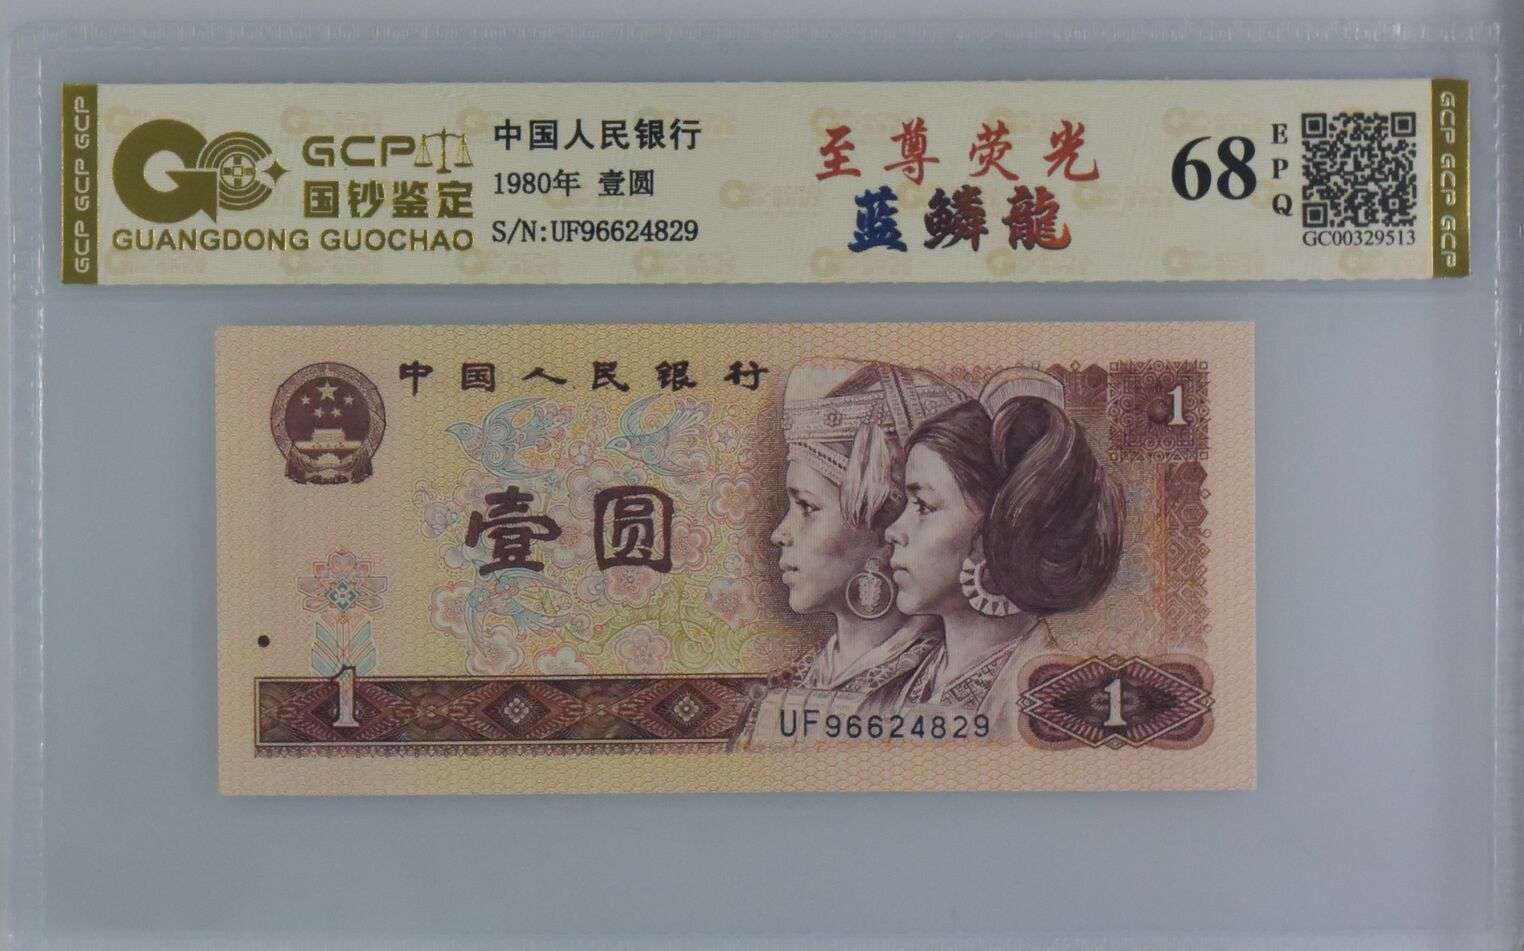 GCP GCP GCP
GCP
国钞鉴定
GUANGDONG GUOCHAO
中国人民银行
1980年 壹圆
S/N:UF96624829
至尊荧光
蓝鳞龍
68
EPQ
GC00329513
GCP GCP GCP
中国人民银行
1
壹圆
1
UF96624829
1